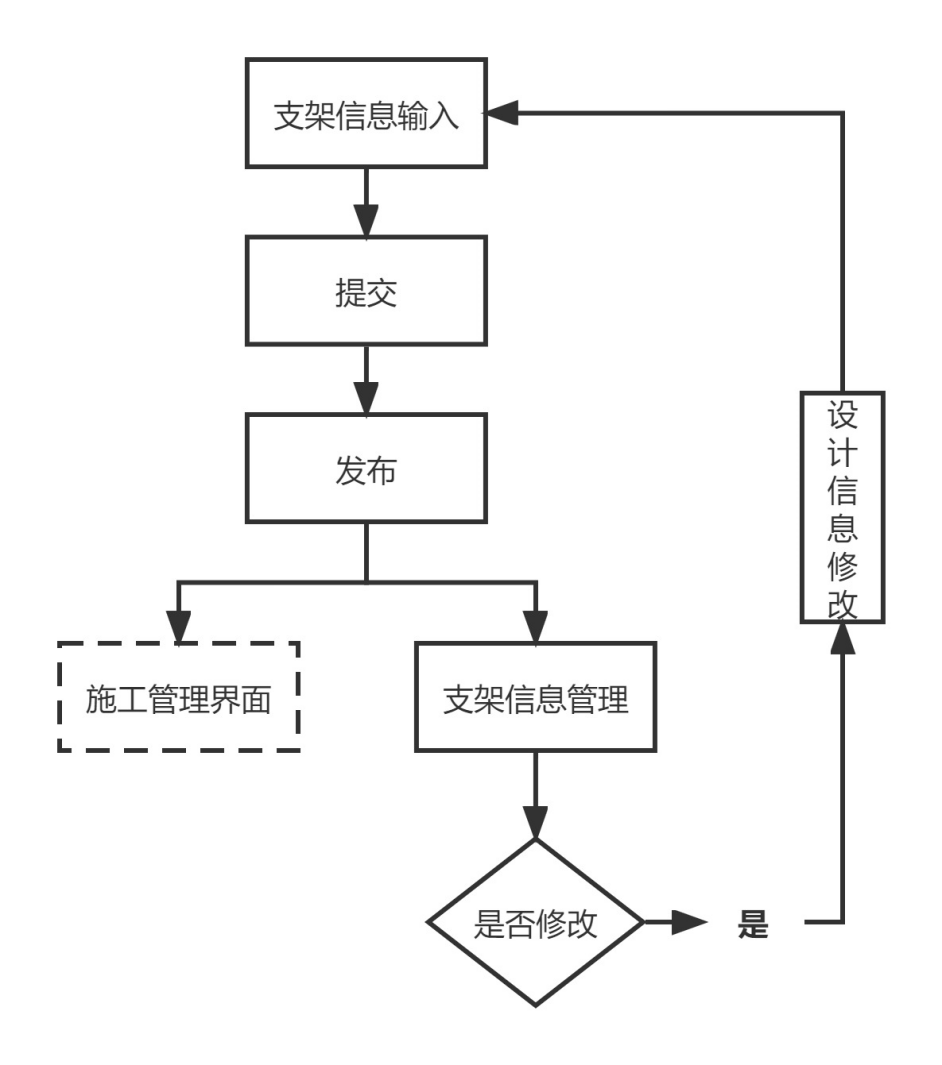 支架信息输入
提交
发布
施工管理界面
支架信息管理
是否修改
是
设计信息修改